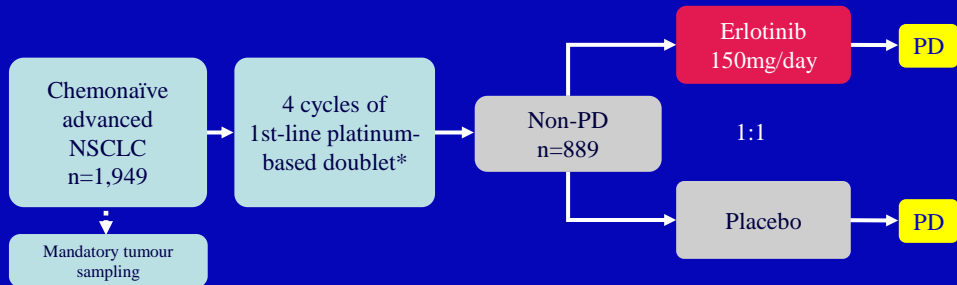 Chemonaïve
advanced
NSCLC
n=1,949
Mandatory tumour
sampling
4 cycles of
1st-line platinum-
based doublet*
Non-PD
n=889
Erlotinib
150mg/day
PD
1:1
Placebo
PD